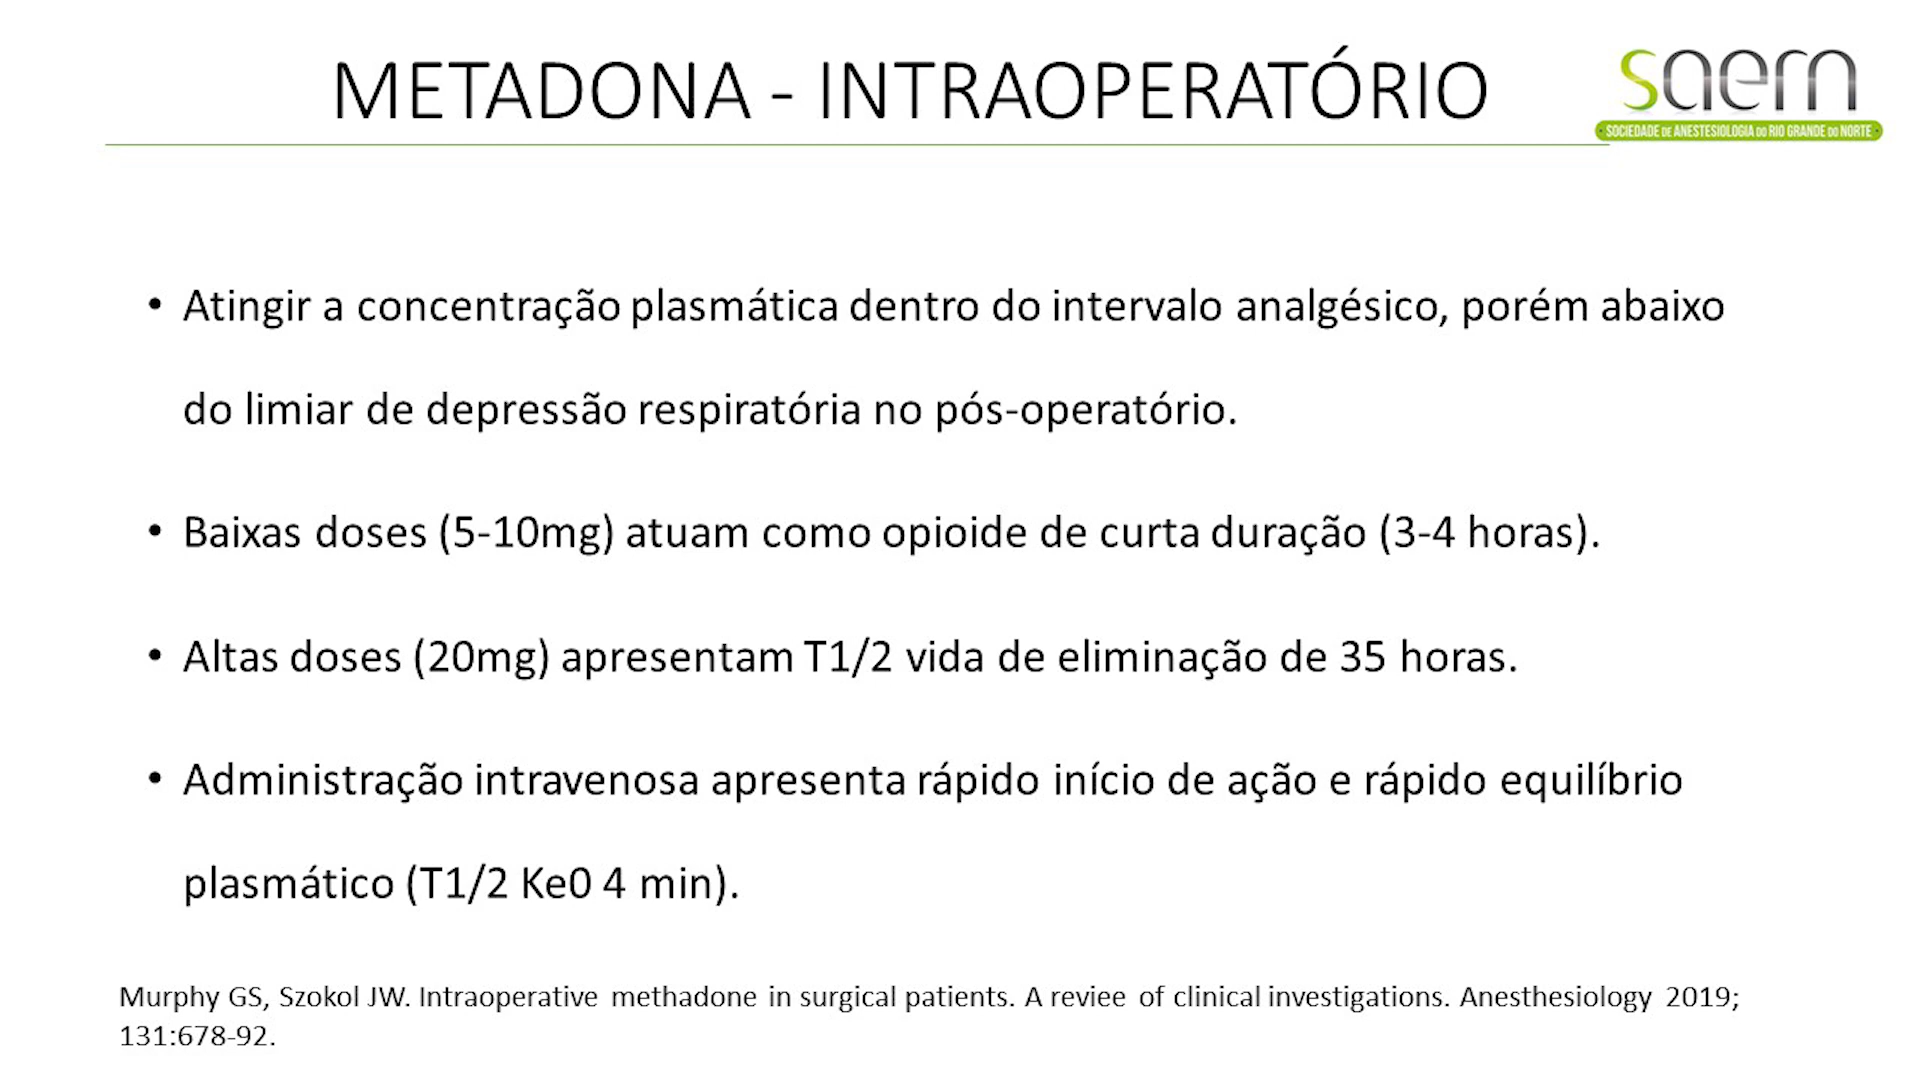 METADONA - INTRAOPERATÓRIO
saern
SOCIEDADE DE ANESTESIOLOGIA DO RIO GRANDE DO NORTE
• Atingir a concentração plasmática dentro do intervalo analgésico, porém abaixo
do limiar de depressão respiratória no pós-operatório.
• Baixas doses (5-10mg) atuam como opioide de curta duração (3-4 horas).
• Altas doses (20mg) apresentam T1/2 vida de eliminação de 35 horas.
• Administração intravenosa apresenta rápido início de ação e rápido equilíbrio
plasmático (T1/2 Ke0 4 min).
Murphy GS, Szokol JW. Intraoperative methadone in surgical patients. A reviee of clinical investigations. Anesthesiology 2019;
131:678-92.